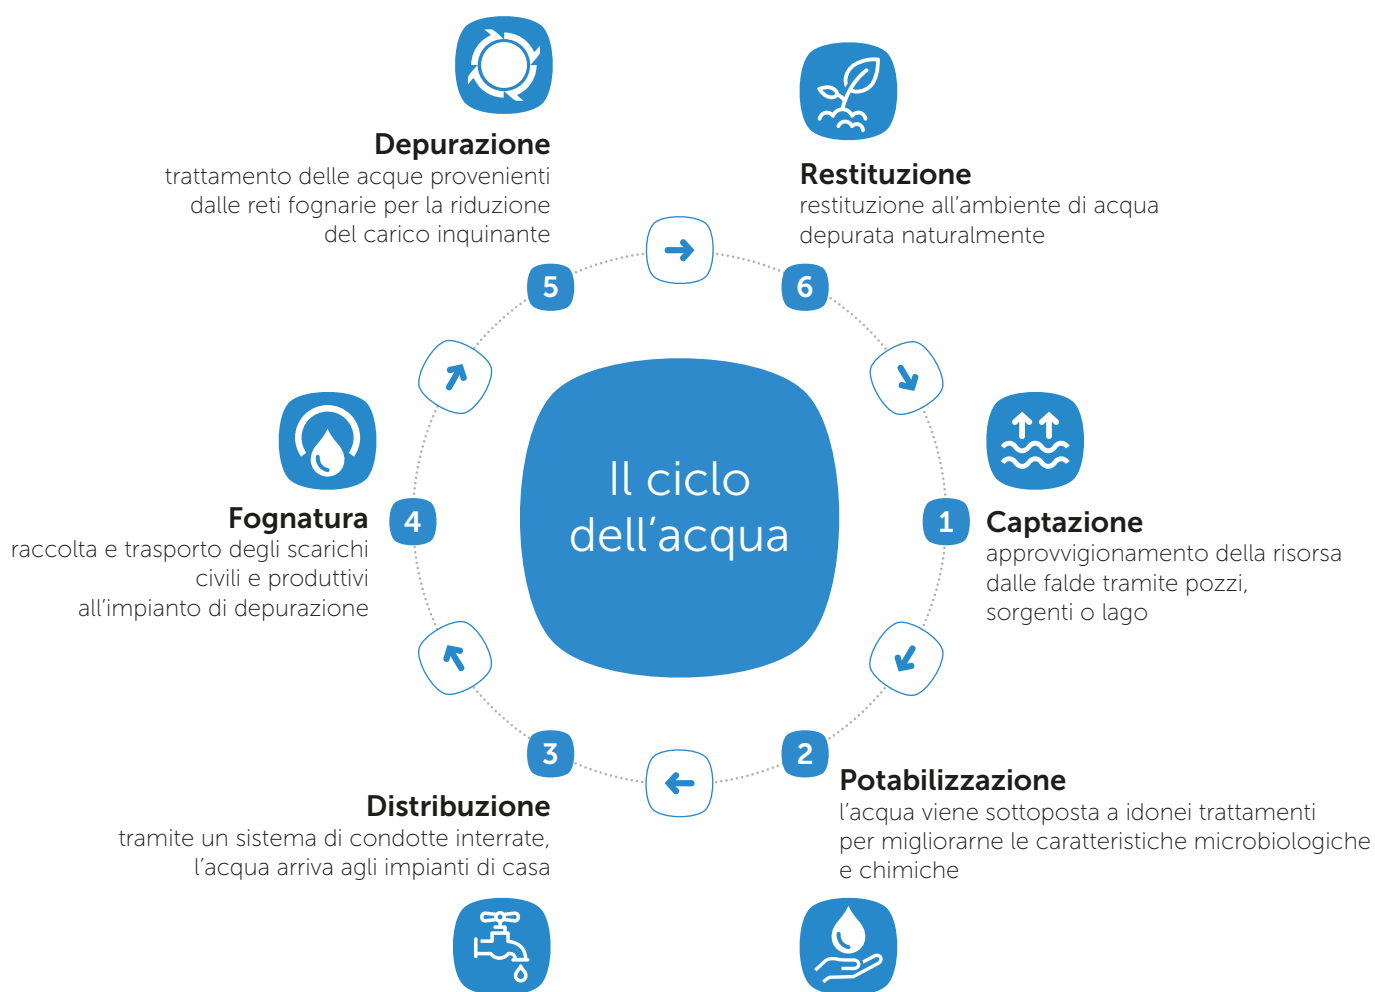 Depurazione
trattamento delle acque provenienti
dalle reti fognarie per la riduzione
del carico inquinante
Restituzione
restituzione all’ambiente di acqua
depurata naturalmente
5
6
Il ciclo
dell’acqua
Fognatura
raccolta e trasporto degli scarichi
civili e produttivi
all’impianto di depurazione
4
1
Captazione
approvvigionamento della risorsa
dalle falde tramite pozzi,
sorgenti o lago
3
2
Distribuzione
tramite un sistema di condotte interrate,
l’acqua arriva agli impianti di casa
Potabilizzazione
l’acqua viene sottoposta a idonei trattamenti
per migliorarne le caratteristiche microbiologiche
e chimiche